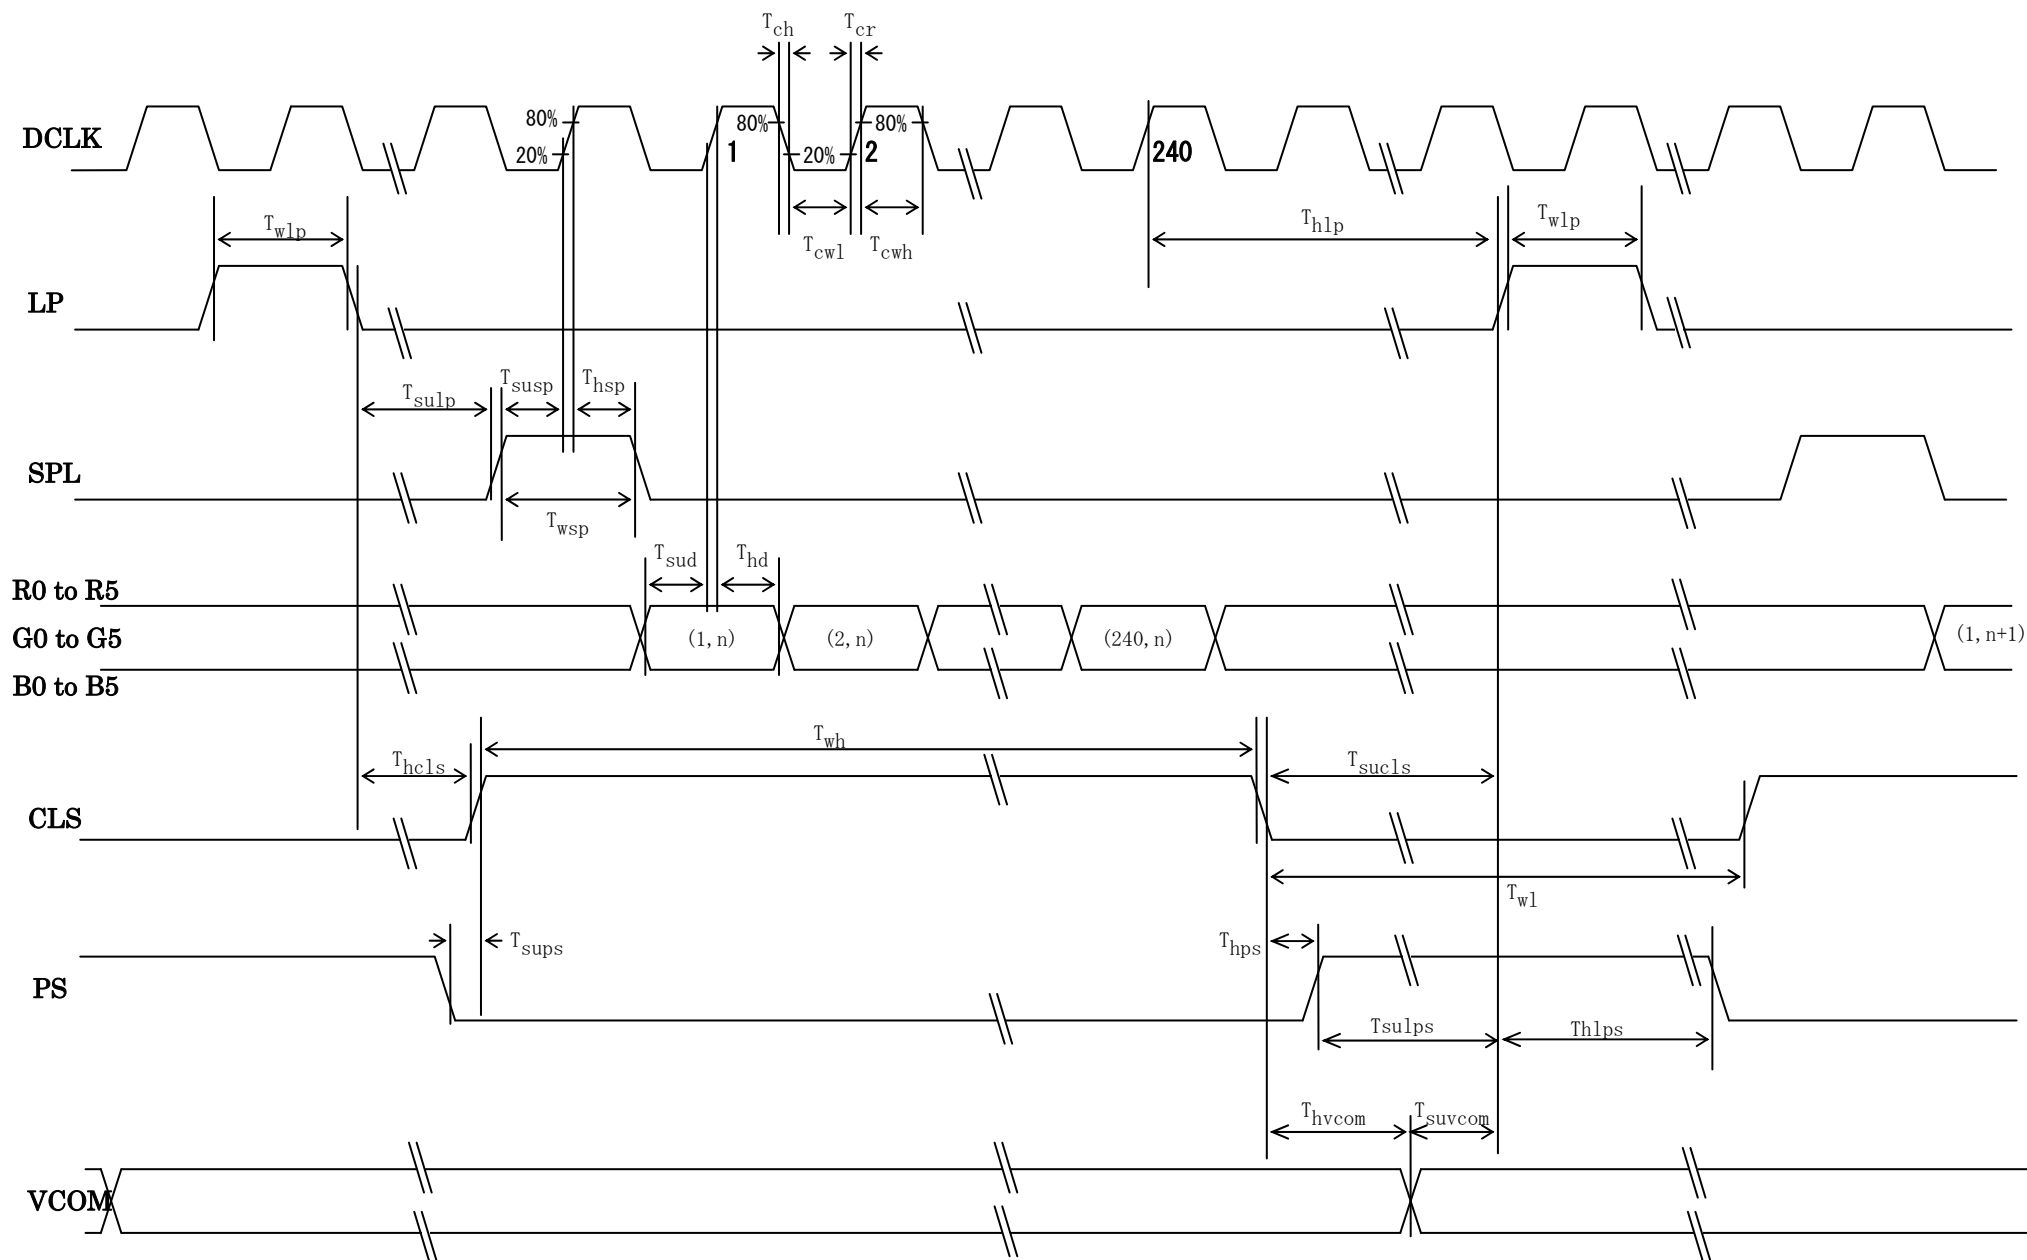 Tch Tcr
80% 80% 80%
DCLK
20% 1 20% 2 240
Twlp Tcwl Tcwh Thlp Twlp
LP
Tsulp Tsusp Thsp
SPL
Twsp
Tsud Thd
R0 to R5
G0 to G5 (1,n) (2,n) (240,n) (1,n+1)
B0 to B5
Twh
Thcls Tsucls
CLS
Twl
Tsups Thps
PS
Tsulps Thlps
Thvcom Tsuvcom
VCOM